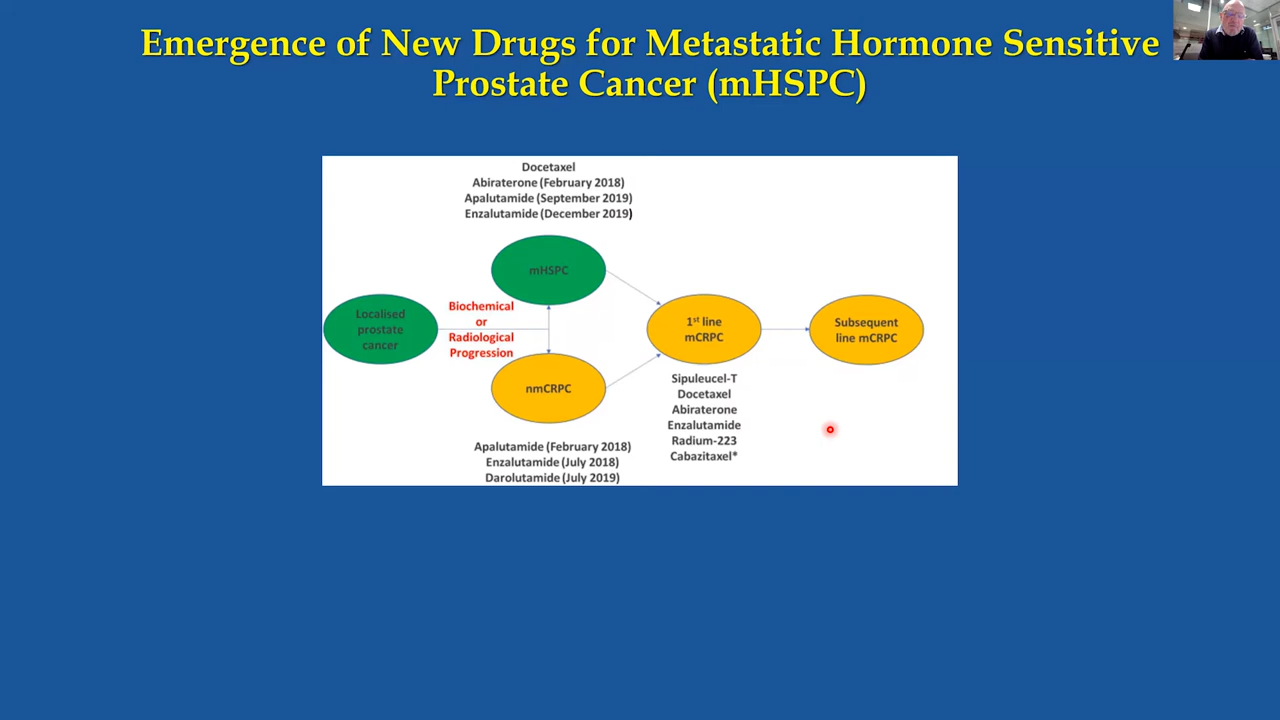 Emergence of New Drugs for Metastatic Hormone Sensitive
Prostate Cancer (mHSPC)
Docetaxel
Abiraterone (February 2018)
Apalutamide (September 2019)
Enzalutamide (December 2019)
mHSPC
Localised
prostate
cancer
Biochemical
or
Radiological
Progression
nmCRPC
Apalutamide (February 2018)
Enzalutamide (July 2018)
Darolutamide (July 2019)
1st line
mCRPC
Sipuleucel-T
Docetaxel
Abiraterone
Enzalutamide
Radium-223
Cabazitaxel*
Subsequent
line mCRPC